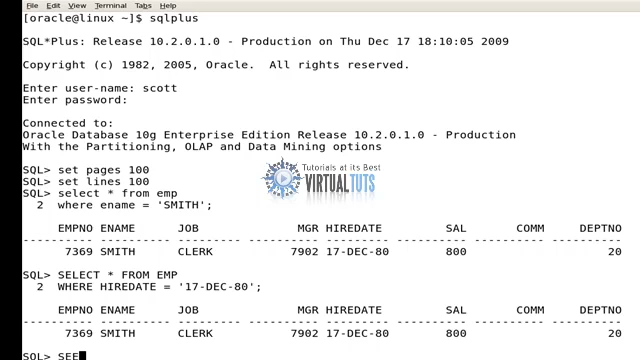 File Edit View Terminal Tabs Help
[oracle@linux ~]$ sqlplus
SQL*Plus: Release 10.2.0.1.0 - Production on Thu Dec 17 18:10:05 2009
Copyright (c) 1982, 2005, Oracle.  All rights reserved.
Enter user-name: scott
Enter password:
Connected to:
Oracle Database 10g Enterprise Edition Release 10.2.0.1.0 - Production
With the Partitioning, OLAP and Data Mining options
SQL> set pages 100
SQL> set lines 100
SQL> select * from emp
  2  where ename = 'SMITH';
Tutorials at its Best
VIRTUALTUTS
EMPNO ENAME JOB MGR HIREDATE SAL COMM DEPTNO
---------- ---------- --------- ---------- --------- ---------- ---------- ----------
7369 SMITH CLERK 7902 17-DEC-80 800 20
SQL> SELECT * FROM EMP
  2  WHERE HIREDATE = '17-DEC-80';
EMPNO ENAME JOB MGR HIREDATE SAL COMM DEPTNO
---------- ---------- --------- ---------- --------- ---------- ---------- ----------
7369 SMITH CLERK 7902 17-DEC-80 800 20
SQL> SEE